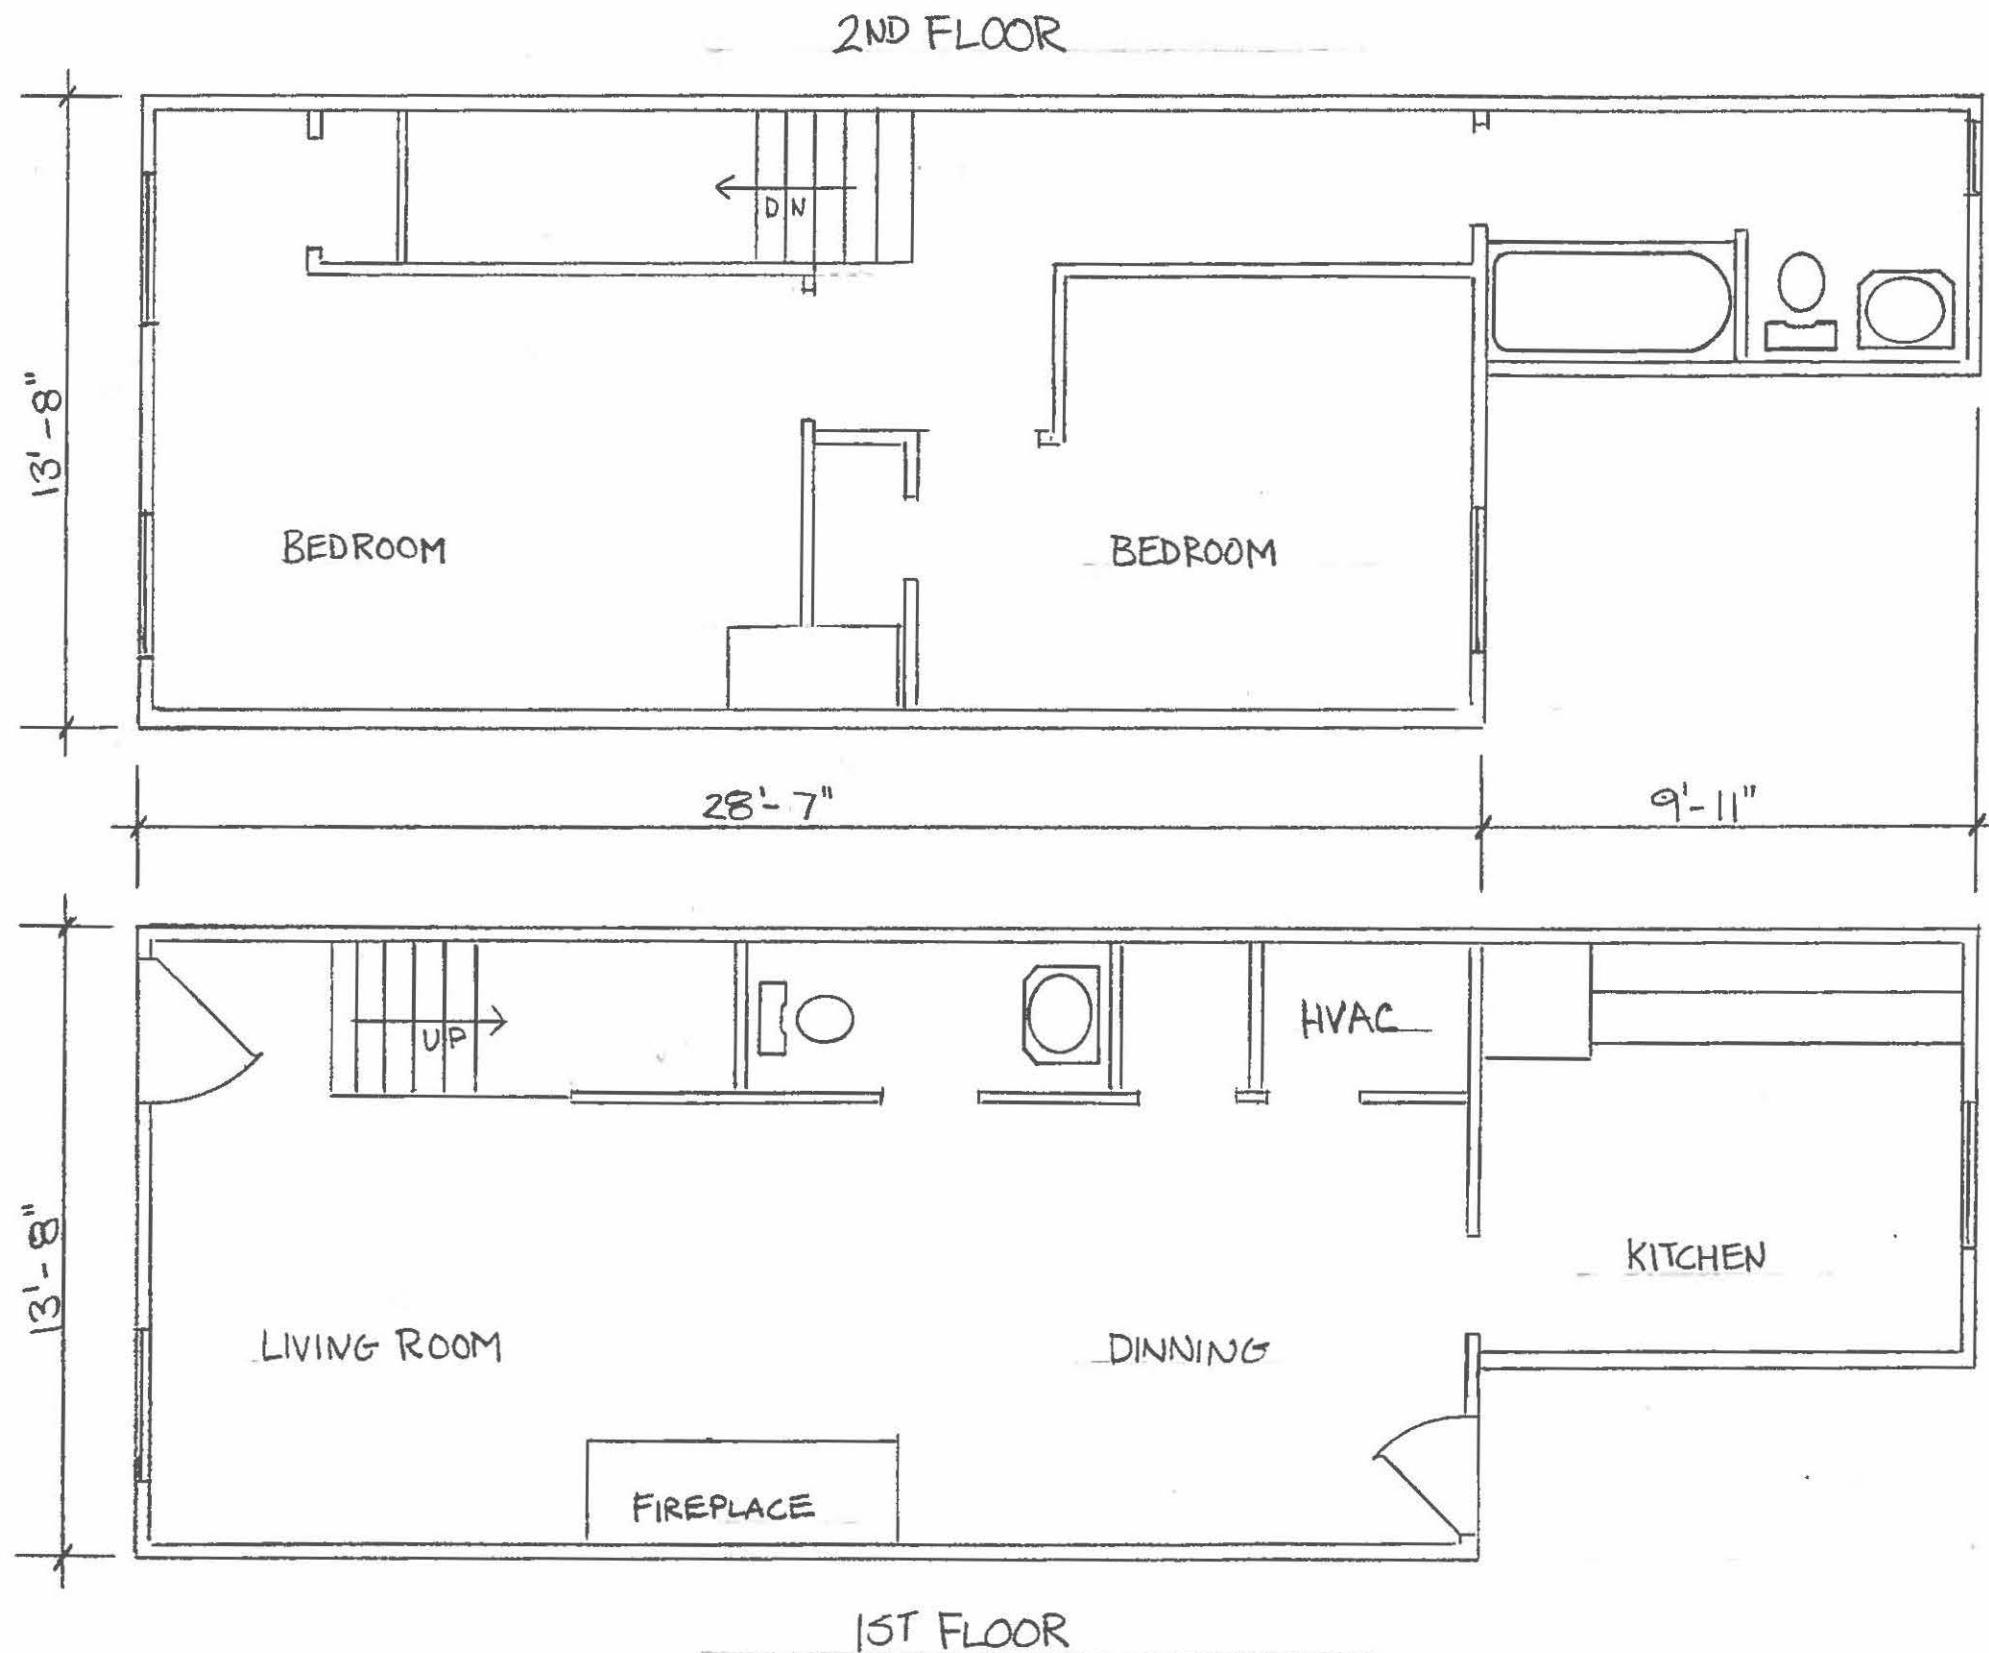 2ND FLOOR
DN
13'-8"
BEDROOM
BEDROOM
28'-7"
9'-11"
UP
HVAC
13'-8"
KITCHEN
LIVING ROOM
DINNING
FIREPLACE
1ST FLOOR